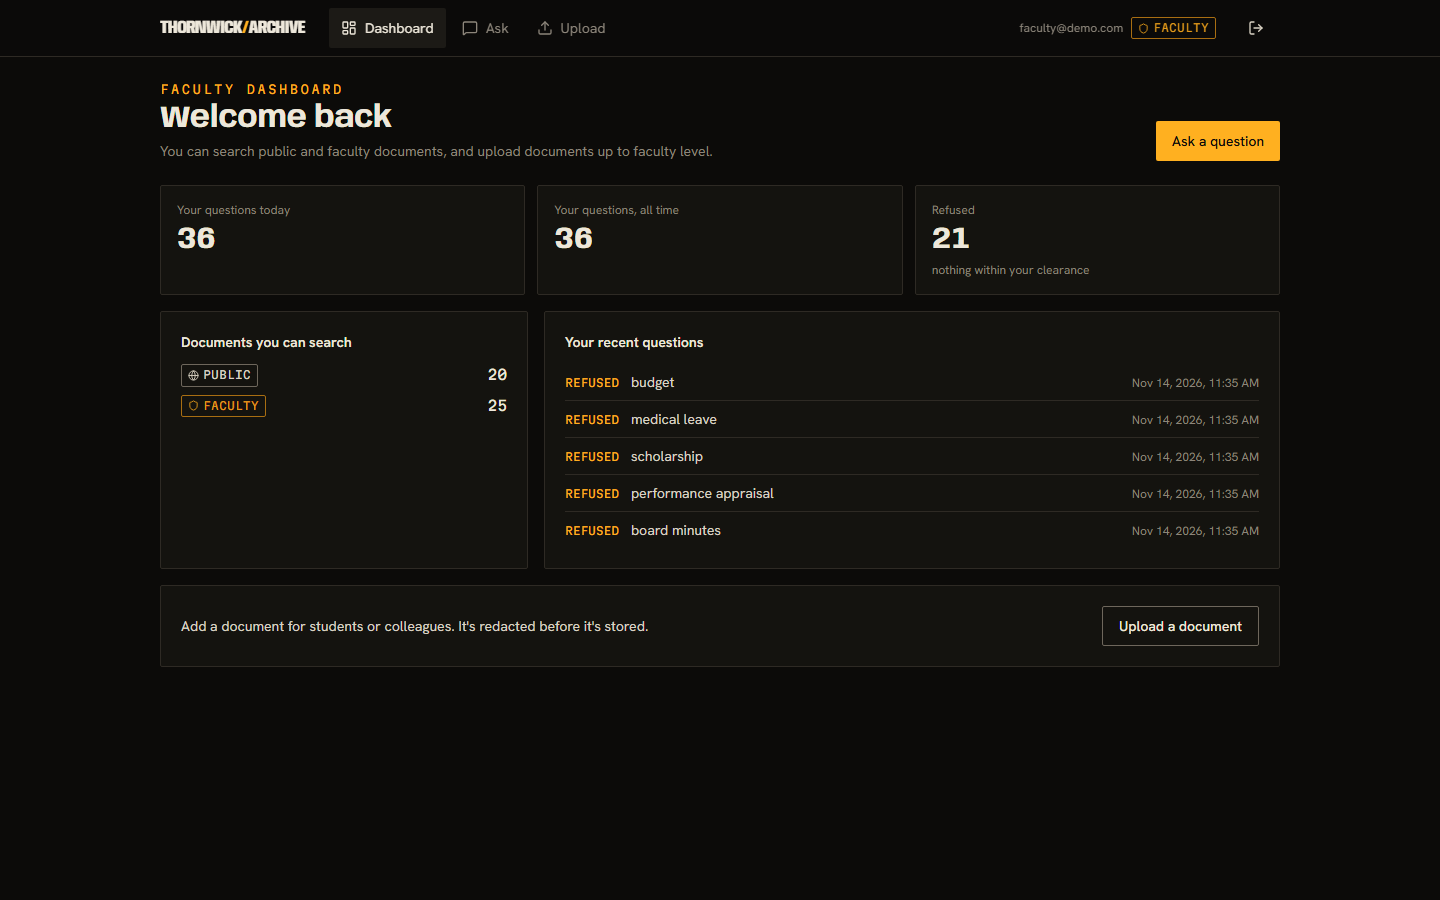 THORNWICK/ARCHIVE Dashboard Ask Upload faculty@demo.com FACULTY
FACULTY DASHBOARD
Welcome back
You can search public and faculty documents, and upload documents up to faculty level.
Ask a question
Your questions today
36
Your questions, all time
36
Refused
21
nothing within your clearance
Documents you can search
PUBLIC 20
FACULTY 25
Your recent questions
REFUSED budget Nov 14, 2026, 11:35 AM
REFUSED medical leave Nov 14, 2026, 11:35 AM
REFUSED scholarship Nov 14, 2026, 11:35 AM
REFUSED performance appraisal Nov 14, 2026, 11:35 AM
REFUSED board minutes Nov 14, 2026, 11:35 AM
Add a document for students or colleagues. It's redacted before it's stored.
Upload a document